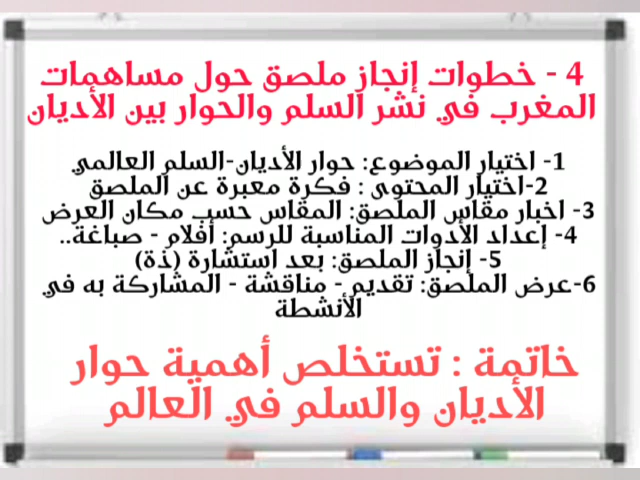 4 - خطوات إنجاز ملصق حول مساهمات
المغرب في نشر السلم والحوار بين الأديان
1- اختيار الموضوع: حوار الأديان-السلم العالمي
2-اختيار المحتوى : فكرة معبرة عن الملصق
3- اخبار مقاس الملصق: المقاس حسب مكان العرض
4- إعداد الأدوات المناسبة للرسم: أقلام - صباغة..
5- إنجاز الملصق: بعد استشارة (ذة)
6-عرض الملصق: تقديم - مناقشة - المشاركة به في
الأنشطة
خاتمة : تستخلص أهمية حوار
الأديان والسلم في العالم